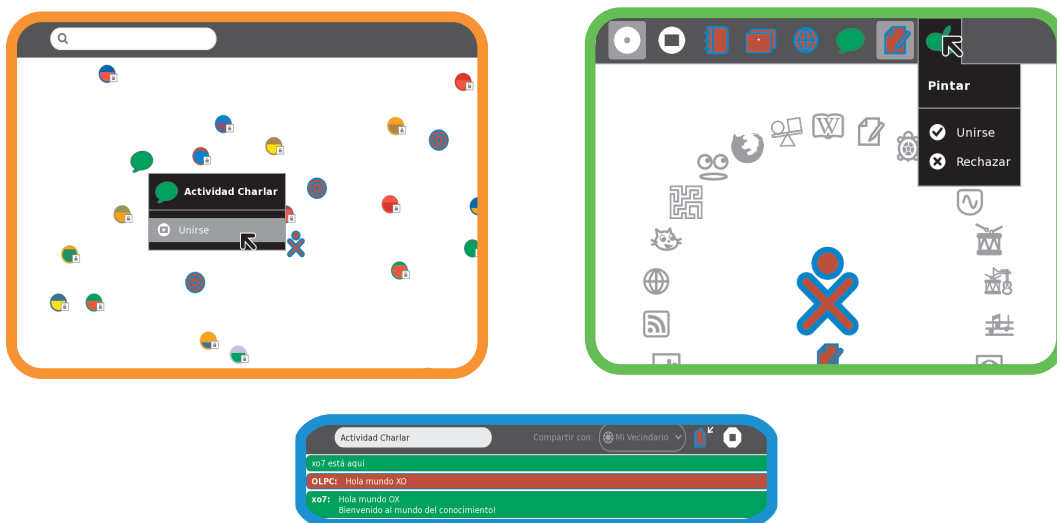 Actividad Charlar
Unirse
Pintar
Unirse
Rechazar
W
Actividad Charlar
Compartir con: Mi Vecindario
xo7 está aquí
OLPC: Hola mundo XO
xo7: Hola mundo OX
Bienvenido al mundo del conocimiento!